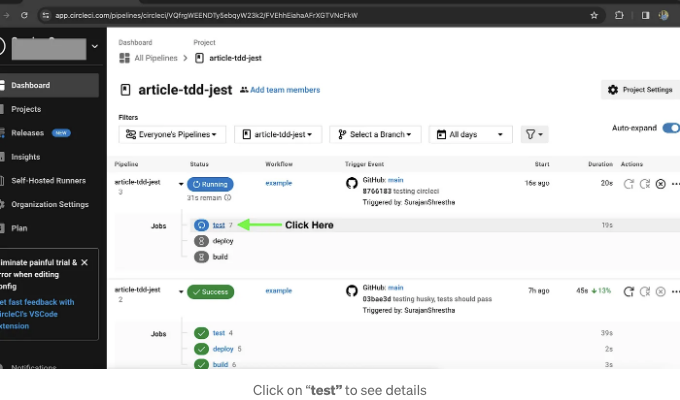 app.circleci.com/pipelines/circleci/VQfrgWEENDTy5ebqyW23k2/FVEhhEiahaAFrXGTVNcFkW
Dashboard Project
All Pipelines > article-tdd-jest
article-tdd-jest Add team members Project Settings
Filters
Everyone's Pipelines article-tdd-jest Select a Branch All days Auto-expand
Dashboard
Projects
Releases NEW
Insights
Self-Hosted Runners
Organization Settings
Plan
liminate painful trial &
rror when editing
onfig
et fast feedback with
ircleCI's VSCode
xtension
Notifications
Pipeline Status Workflow Trigger Event Start Duration Actions
article-tdd-jest Running example GitHub: main 16s ago 20s
3 31s remain 8766183 testing circleci
Triggered by: SurajanShrestha
Jobs test 7 Click Here 19s
deploy
build
article-tdd-jest Success example GitHub: main 7h ago 45s 13%
2 03bae3d testing husky, tests should pass
Triggered by: SurajanShrestha
Jobs test 4 39s
deploy 5 2s
build 6 3s
Click on “test” to see details